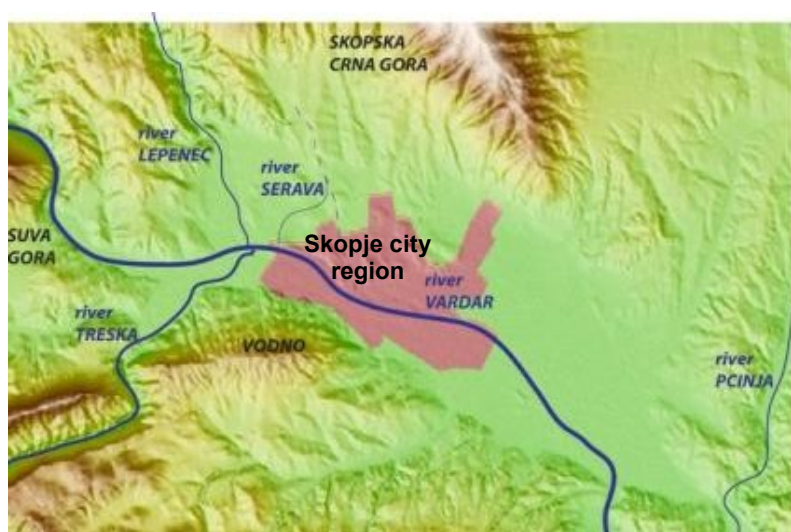 SKOPSKA
CRNA GORA
river
LEPENEC
river
SERAVA
SUVA
GORA
Skopje city
region
river
VARDAR
river
TRESKA
VODNO
river
PCINJA